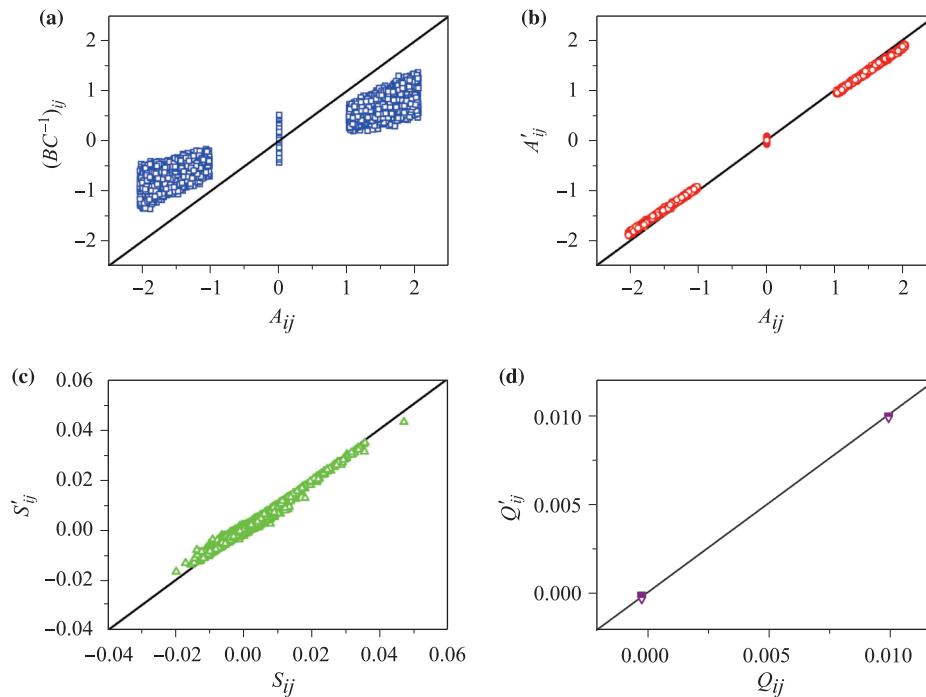 (a)
(BC⁻¹)ij
2
1
0
−1
−2
−2 −1 0 1 2
Aij
(b)
A′ij
2
1
0
−1
−2
−2 −1 0 1 2
Aij
(c)
S′ij
0.06
0.04
0.02
0.00
−0.02
−0.04
−0.04 −0.02 0.00 0.02 0.04 0.06
Sij
(d)
Q′ij
0.010
0.005
0.000
0.000 0.005 0.010
Qij